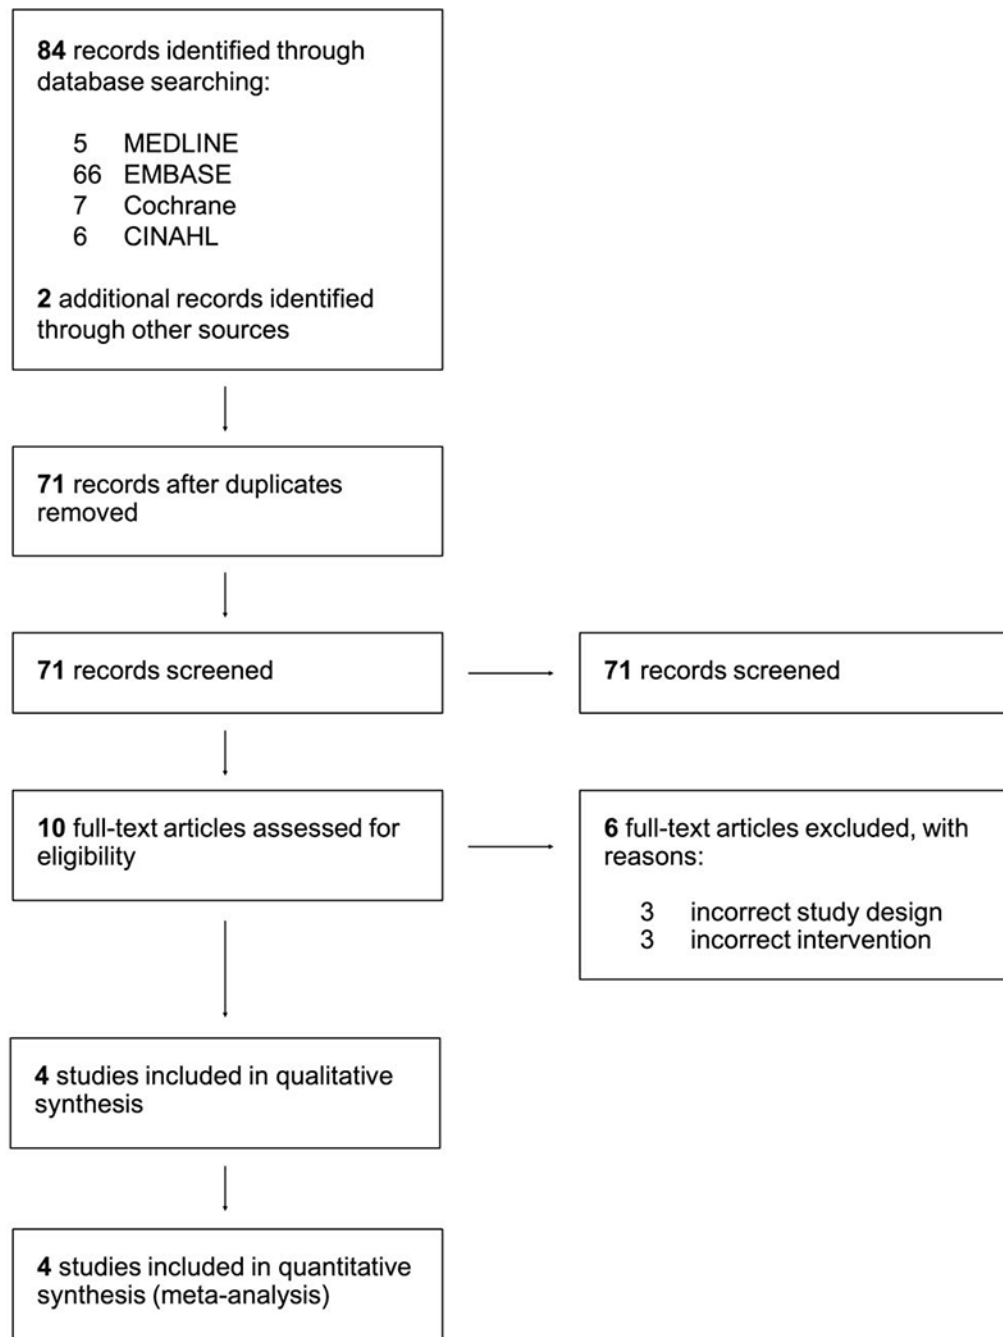 84 records identified through
database searching:
5 MEDLINE
66 EMBASE
7 Cochrane
6 CINAHL
2 additional records identified
through other sources
71 records after duplicates
removed
71 records screened
71 records screened
10 full-text articles assessed for
eligibility
6 full-text articles excluded, with
reasons:
3 incorrect study design
3 incorrect intervention
4 studies included in qualitative
synthesis
4 studies included in quantitative
synthesis (meta-analysis)